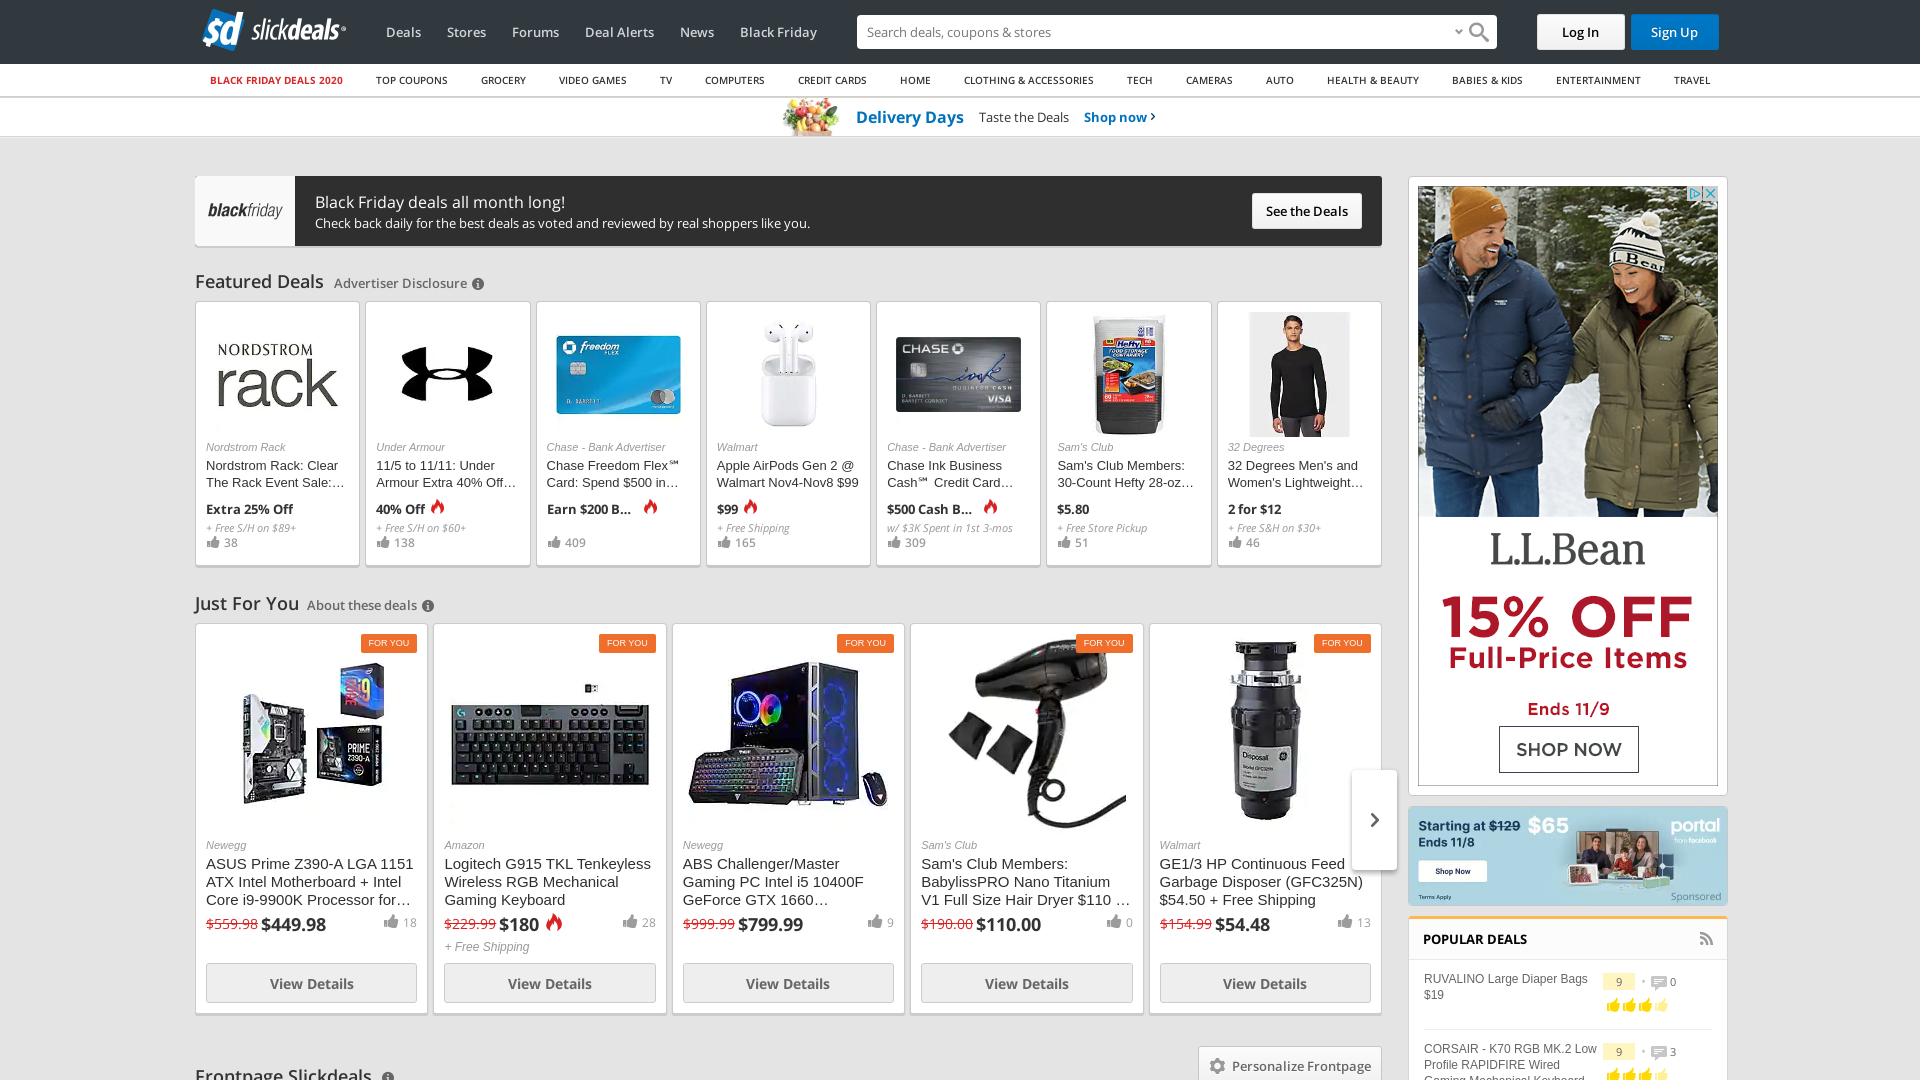 sd slickdeals
Deals Stores Forums Deal Alerts News Black Friday
Search deals, coupons & stores
Log In Sign Up
BLACK FRIDAY DEALS 2020 TOP COUPONS GROCERY VIDEO GAMES TV COMPUTERS CREDIT CARDS HOME CLOTHING & ACCESSORIES TECH CAMERAS AUTO HEALTH & BEAUTY BABIES & KIDS ENTERTAINMENT TRAVEL
Delivery Days Taste the Deals Shop now
blackfriday
Black Friday deals all month long!
Check back daily for the best deals as voted and reviewed by real shoppers like you.
See the Deals
Featured Deals Advertiser Disclosure
NORDSTROM
rack
Nordstrom Rack
Nordstrom Rack: Clear
The Rack Event Sale:...
Extra 25% Off
+ Free S/H on $89+
38
Under Armour
11/5 to 11/11: Under
Armour Extra 40% Off...
40% Off
+ Free S/H on $60+
138
freedom
FLEX
D. BARRETT
Chase - Bank Advertiser
Chase Freedom Flex℠
Card: Spend $500 in...
Earn $200 B...
409
Walmart
Apple AirPods Gen 2 @
Walmart Nov4-Nov8 $99
$99
+ Free Shipping
165
CHASE
ink
BUSINESS CASH
D. BARRETT
VISA
Chase - Bank Advertiser
Chase Ink Business
Cash℠ Credit Card...
$500 Cash B...
w/ $3K Spent in 1st 3-mos
309
Hefty
FOOD STORAGE
CONTAINERS
Sam's Club
Sam's Club Members:
30-Count Hefty 28-oz...
$5.80
+ Free Store Pickup
51
32 Degrees
32 Degrees Men's and
Women's Lightweight...
2 for $12
+ Free S&H on $30+
46
Just For You About these deals
FOR YOU
PRIME
Z390-A
Newegg
ASUS Prime Z390-A LGA 1151
ATX Intel Motherboard + Intel
Core i9-9900K Processor for...
$559.98 $449.98 18
View Details
FOR YOU
Amazon
Logitech G915 TKL Tenkeyless
Wireless RGB Mechanical
Gaming Keyboard
$229.99 $180 28
+ Free Shipping
View Details
FOR YOU
Newegg
ABS Challenger/Master
Gaming PC Intel i5 10400F
GeForce GTX 1660...
$999.99 $799.99 9
View Details
FOR YOU
Sam's Club
Sam's Club Members:
BabylissPRO Nano Titanium
V1 Full Size Hair Dryer $110 ...
$190.00 $110.00 0
View Details
FOR YOU
Disposall
Walmart
GE1/3 HP Continuous Feed
Garbage Disposer (GFC325N)
$54.50 + Free Shipping
$154.99 $54.48 13
View Details
Frontpage Slickdeals
Personalize Frontpage
L.L.Bean
L.L.Bean
15% OFF
Full-Price Items
Ends 11/9
SHOP NOW
Starting at $129 $65
Ends 11/8
portal
from facebook
Shop Now
Terms Apply
Sponsored
POPULAR DEALS
RUVALINO Large Diaper Bags
$19
9 • 0
CORSAIR - K70 RGB MK.2 Low
Profile RAPIDFIRE Wired
Gaming Mechanical Keyboard
9 • 3